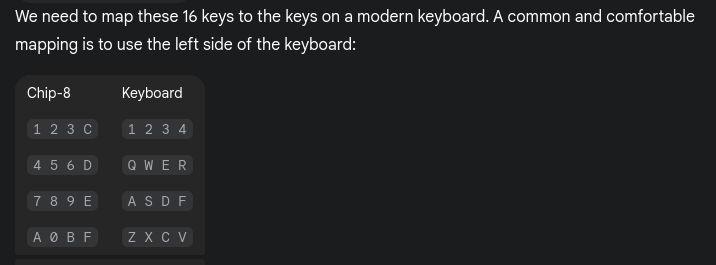 We need to map these 16 keys to the keys on a modern keyboard. A common and comfortable
mapping is to use the left side of the keyboard:
Chip-8 Keyboard
1 2 3 C 1 2 3 4
4 5 6 D Q W E R
7 8 9 E A S D F
A 0 B F Z X C V